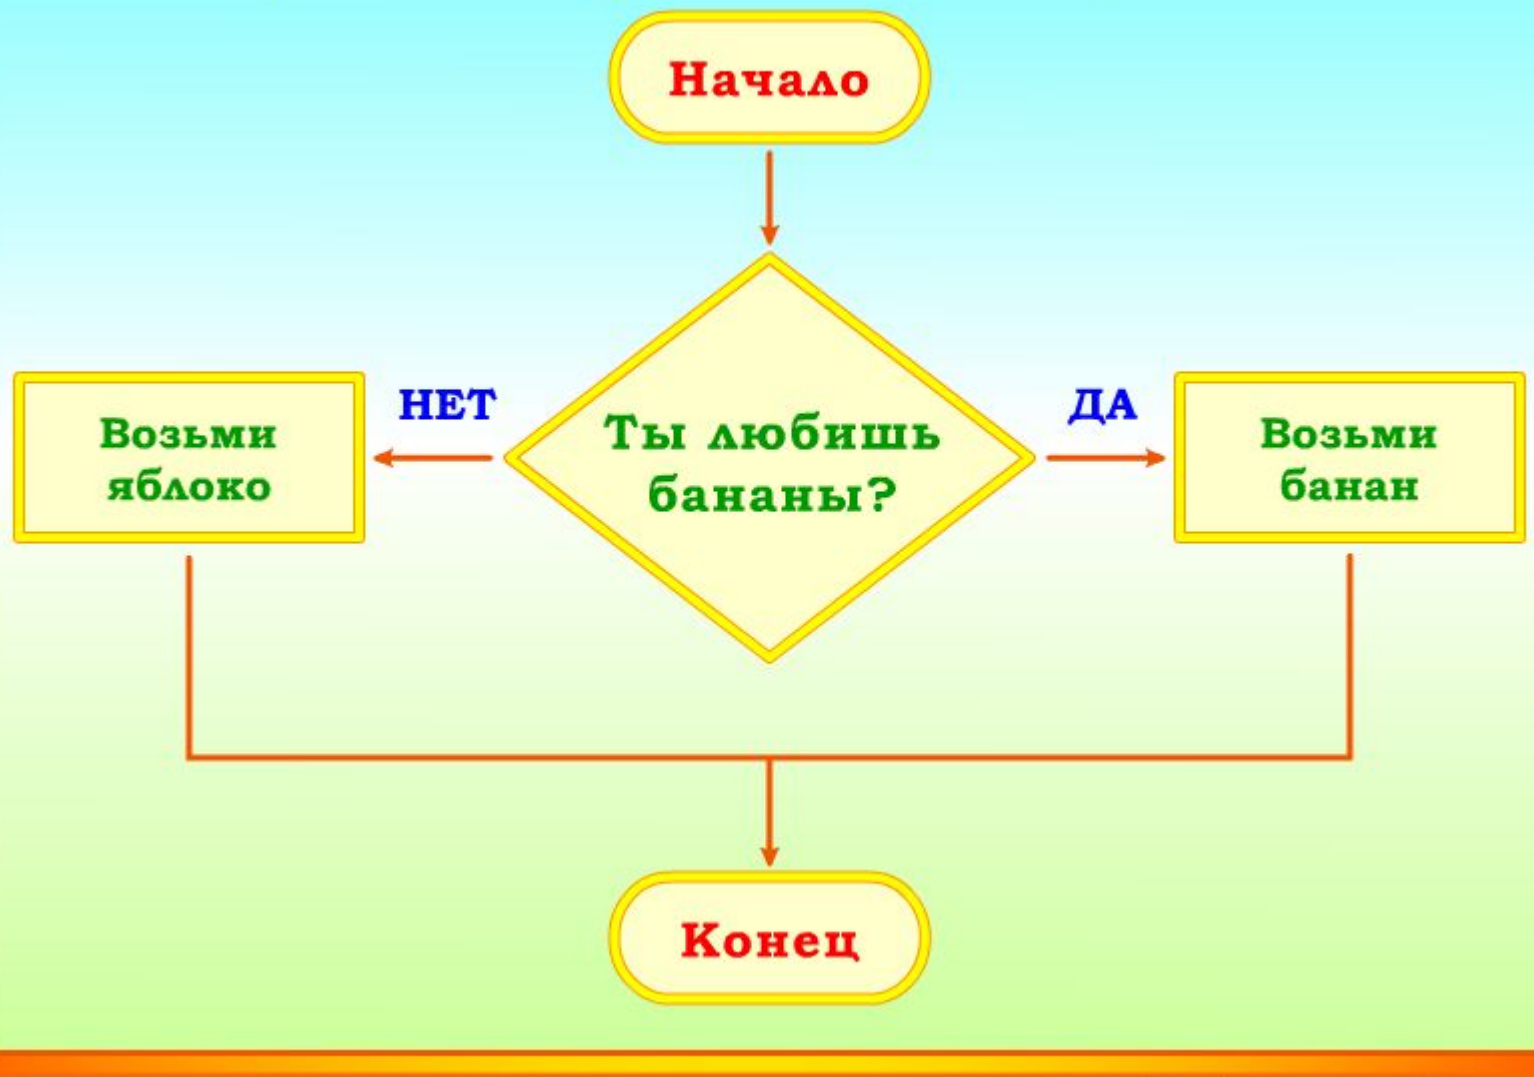 Начало
НЕТ
ДА
Возьми
яблоко
Ты любишь
бананы?
Возьми
банан
Конец